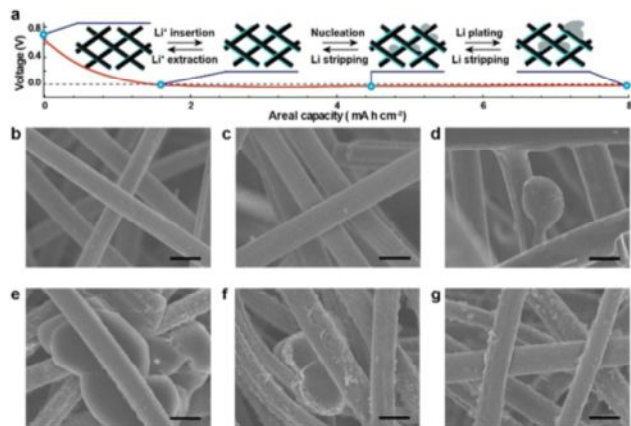 a
Li⁺ insertion
Li⁺ extraction
Nucleation
Li stripping
Li plating
Li stripping
Voltage (V)
0.8
0.4
0.0
0
2
4
6
8
Areal capacity ( mA h cm⁻²)
b
c
d
e
f
g